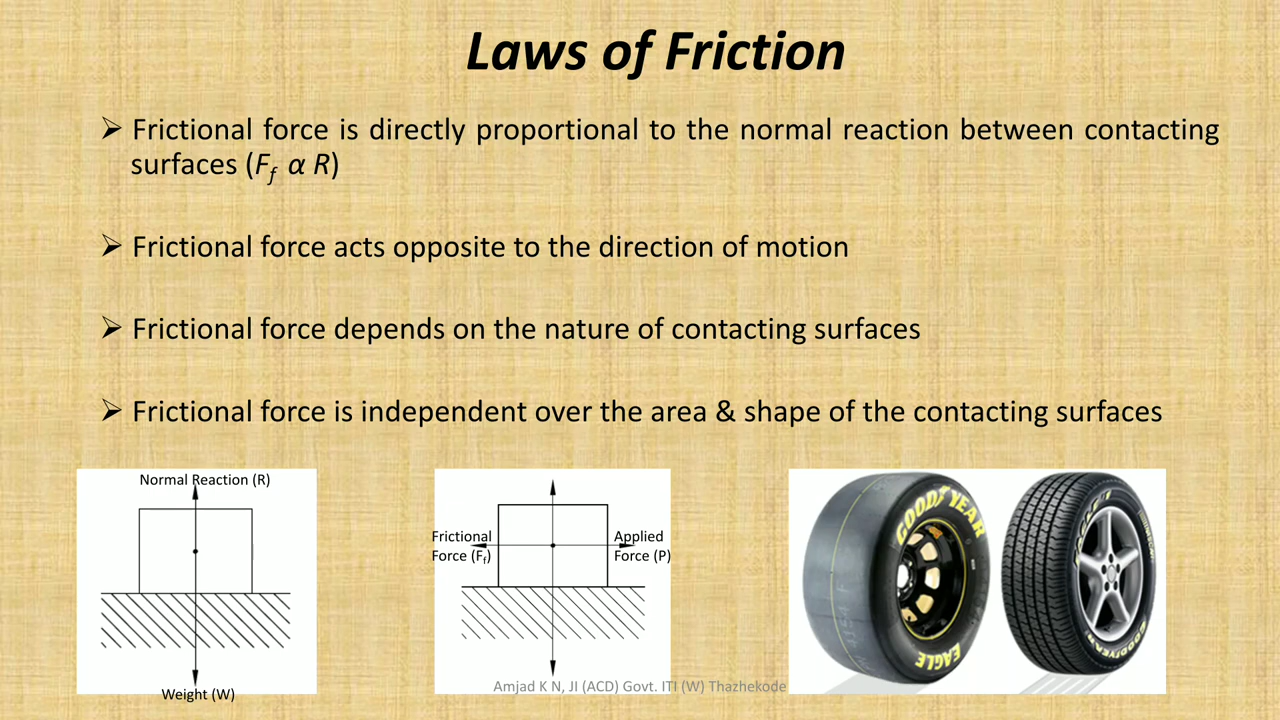 Laws of Friction
➢ Frictional force is directly proportional to the normal reaction between contacting
surfaces (Ff α R)
➢ Frictional force acts opposite to the direction of motion
➢ Frictional force depends on the nature of contacting surfaces
➢ Frictional force is independent over the area & shape of the contacting surfaces
Normal Reaction (R)
Weight (W)
Frictional
Force (Ff)
Applied
Force (P)
GOODYEAR
EAGLE
EAGLE
GOODYEAR
Amjad K N, JI (ACD) Govt. ITI (W) Thazhekode